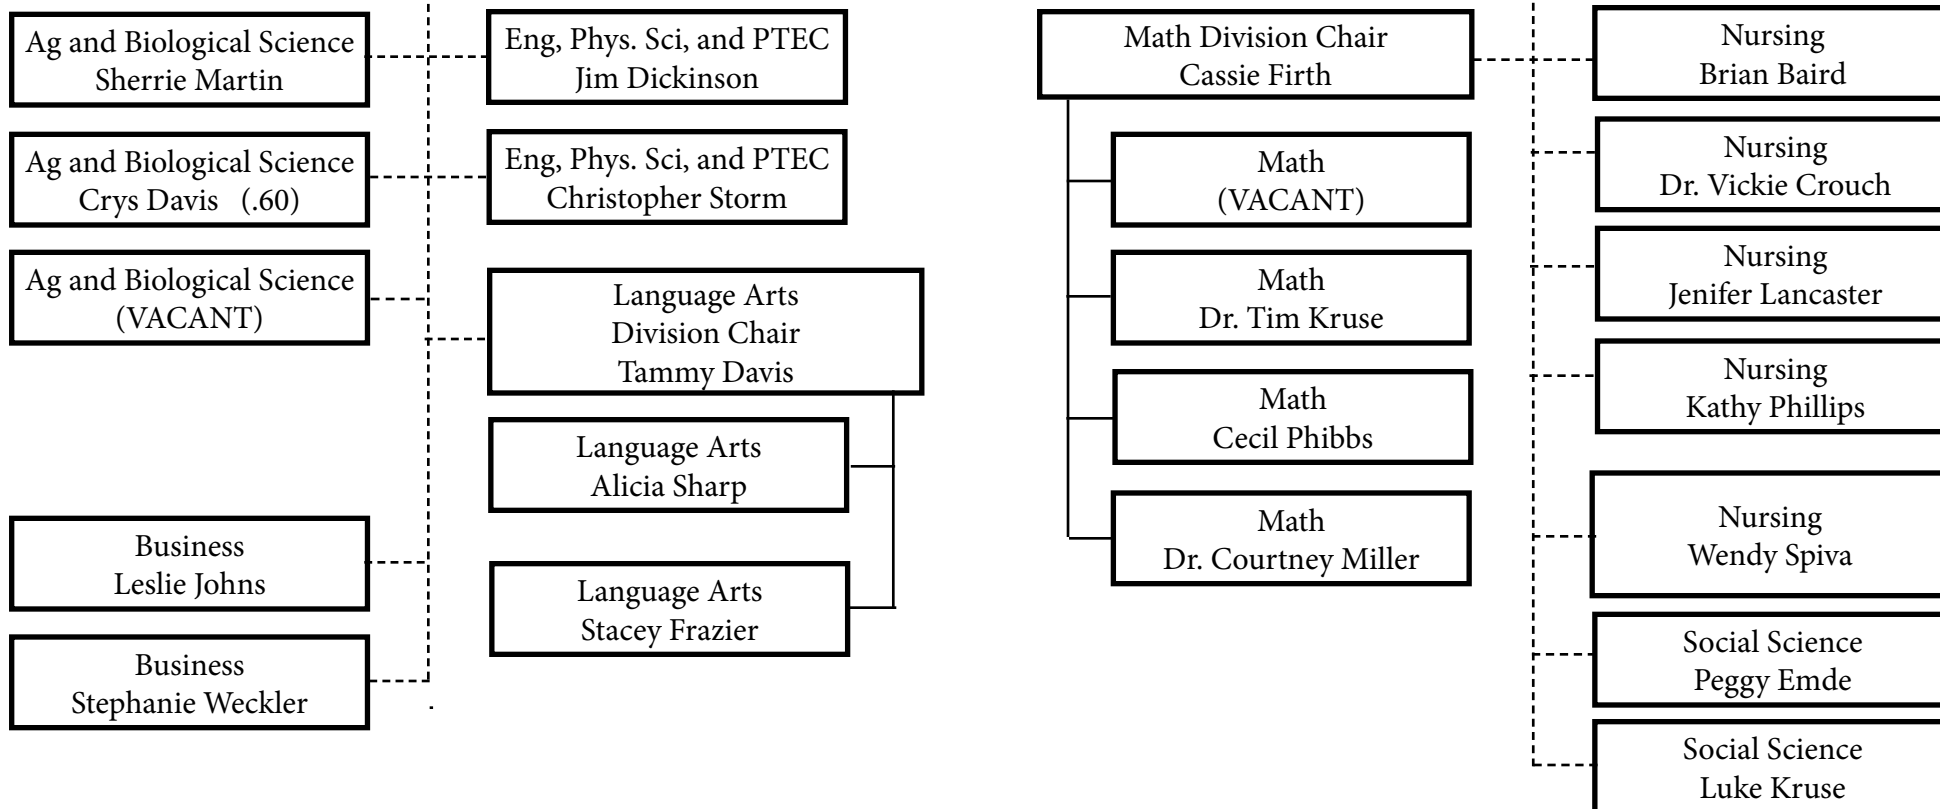 Ag and Biological Science
Sherrie Martin
Ag and Biological Science
Crys Davis (.60)
Ag and Biological Science
(VACANT)
Business
Leslie Johns
Business
Stephanie Weckler
Eng, Phys. Sci, and PTEC
Jim Dickinson
Eng, Phys. Sci, and PTEC
Christopher Storm
Language Arts
Division Chair
Tammy Davis
Language Arts
Alicia Sharp
Language Arts
Stacey Frazier
Math Division Chair
Cassie Firth
Math
(VACANT)
Math
Dr. Tim Kruse
Math
Cecil Phibbs
Math
Dr. Courtney Miller
Nursing
Brian Baird
Nursing
Dr. Vickie Crouch
Nursing
Jenifer Lancaster
Nursing
Kathy Phillips
Nursing
Wendy Spiva
Social Science
Peggy Emde
Social Science
Luke Kruse